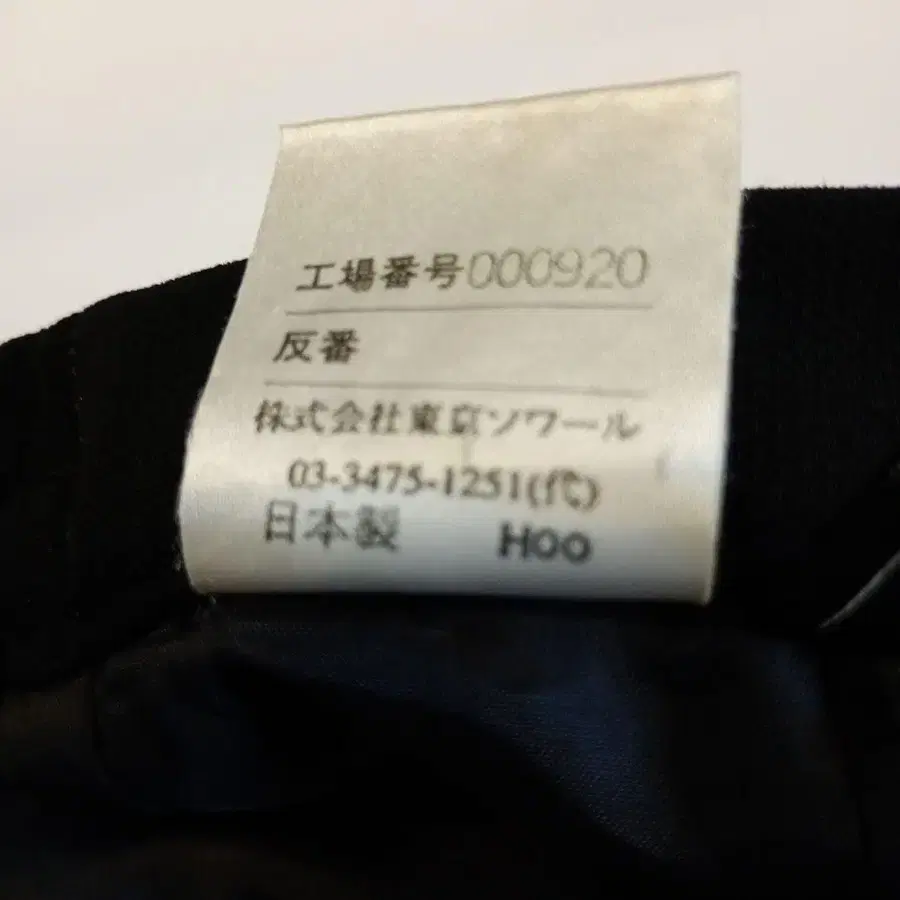 工場番号000920
反番
株式会社東京ソワール
03-3475-1251(代)
日本製 H00